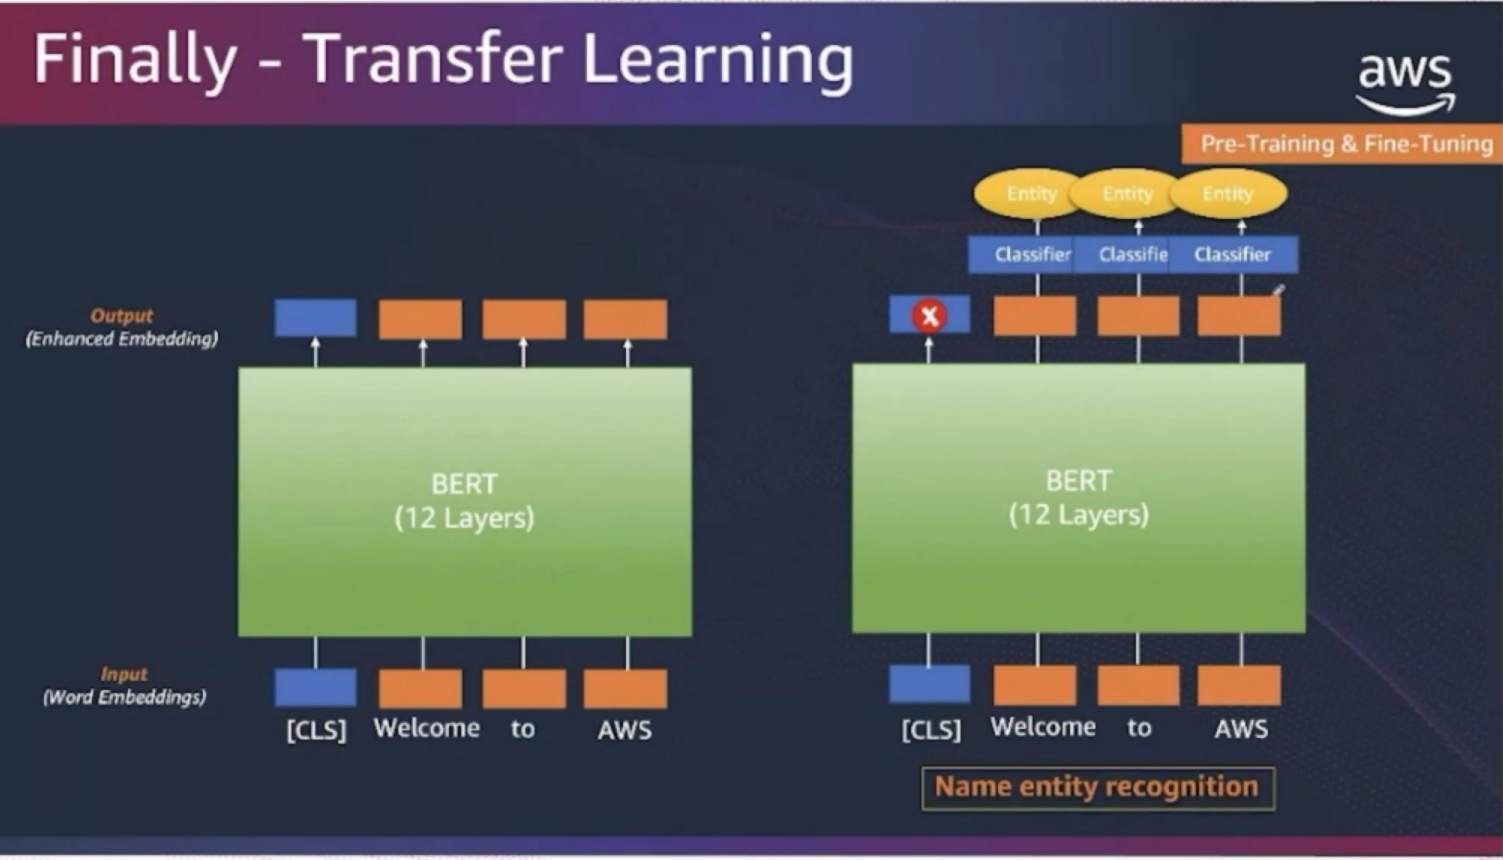 Finally - Transfer Learning
aws
Pre-Training & Fine-Tuning
Entity Entity Entity
Classifier Classifie Classifier
Output
(Enhanced Embedding)
BERT
(12 Layers)
BERT
(12 Layers)
Input
(Word Embeddings)
[CLS] Welcome to AWS
[CLS] Welcome to AWS
Name entity recognition